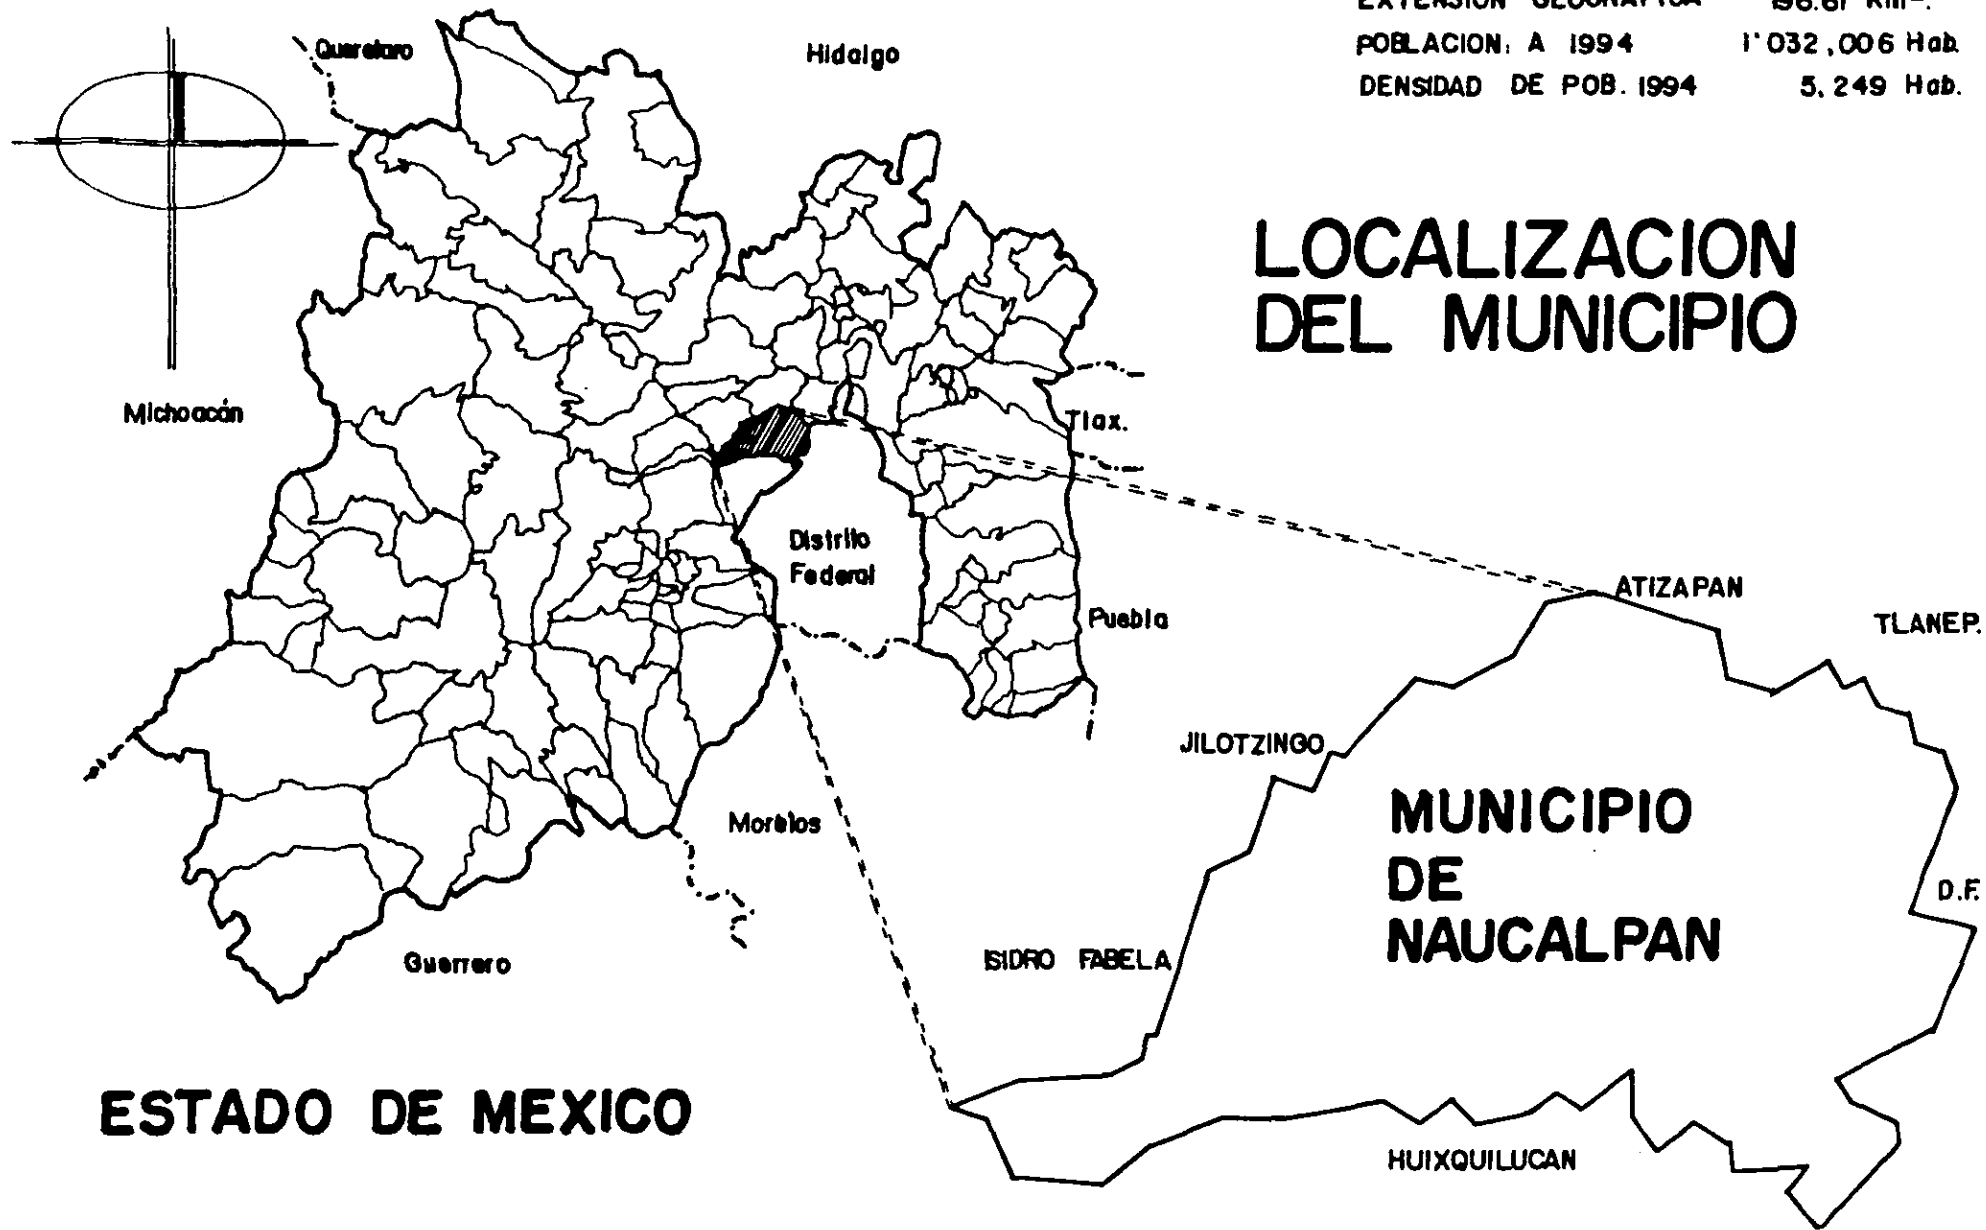 EXTENSION GEOGRAFICA 196.61 Km².
POBLACION: A 1994 1'032,006 Hab.
DENSIDAD DE POB. 1994 5,249 Hab.
Queretaro
Hidalgo
LOCALIZACION
DEL MUNICIPIO
Michoacán
Tlax.
Distrito
Federal
Puebla
ATIZAPAN
TLANEP.
JILOTZINGO
MUNICIPIO
DE
NAUCALPAN
Morelos
D.F.
Guerrero
ISIDRO FABELA
ESTADO DE MEXICO
HUIXQUILUCAN